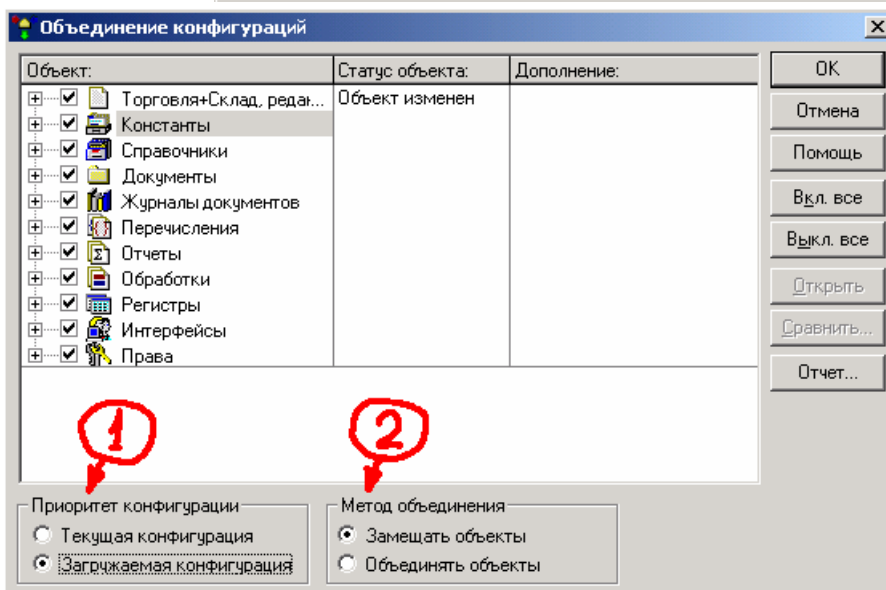 Объединение конфигураций
Объект: Статус объекта: Дополнение:
Торговля+Склад, редак... Объект изменен
Константы
Справочники
Документы
Журналы документов
Перечисления
Отчеты
Обработки
Регистры
Интерфейсы
Права
OK
Отмена
Помощь
Вкл. все
Выкл. все
Открыть
Сравнить...
Отчет...
1 2
Приоритет конфигурации Метод объединения
Текущая конфигурация Замещать объекты
Загружаемая конфигурация Объединять объекты